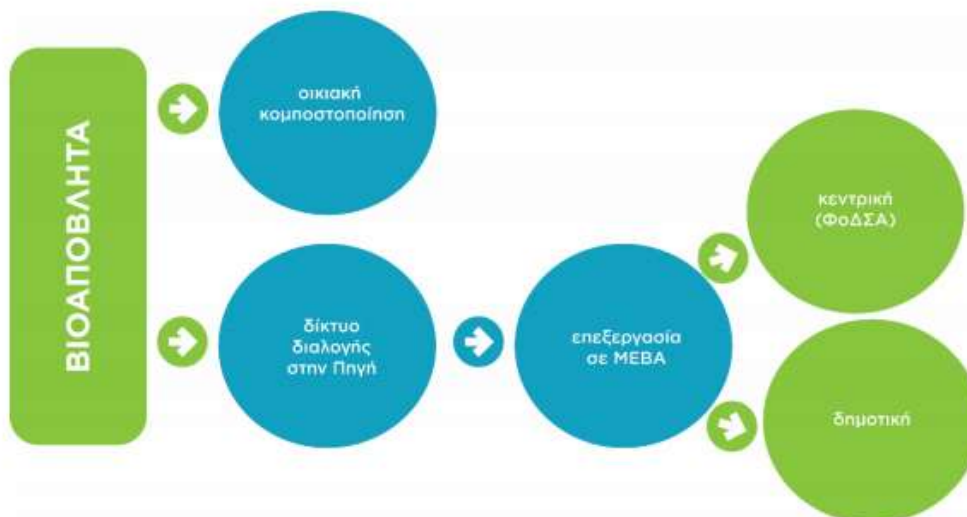 ΒΙΟΑΠΟΒΛΗΤΑ
οικιακή
κομποστοποίηση
δίκτυο
διαλογής
στην Πηγή
επεξεργασία
σε ΜΕΒΑ
κεντρική
(ΦοΔΣΑ)
δημοτική